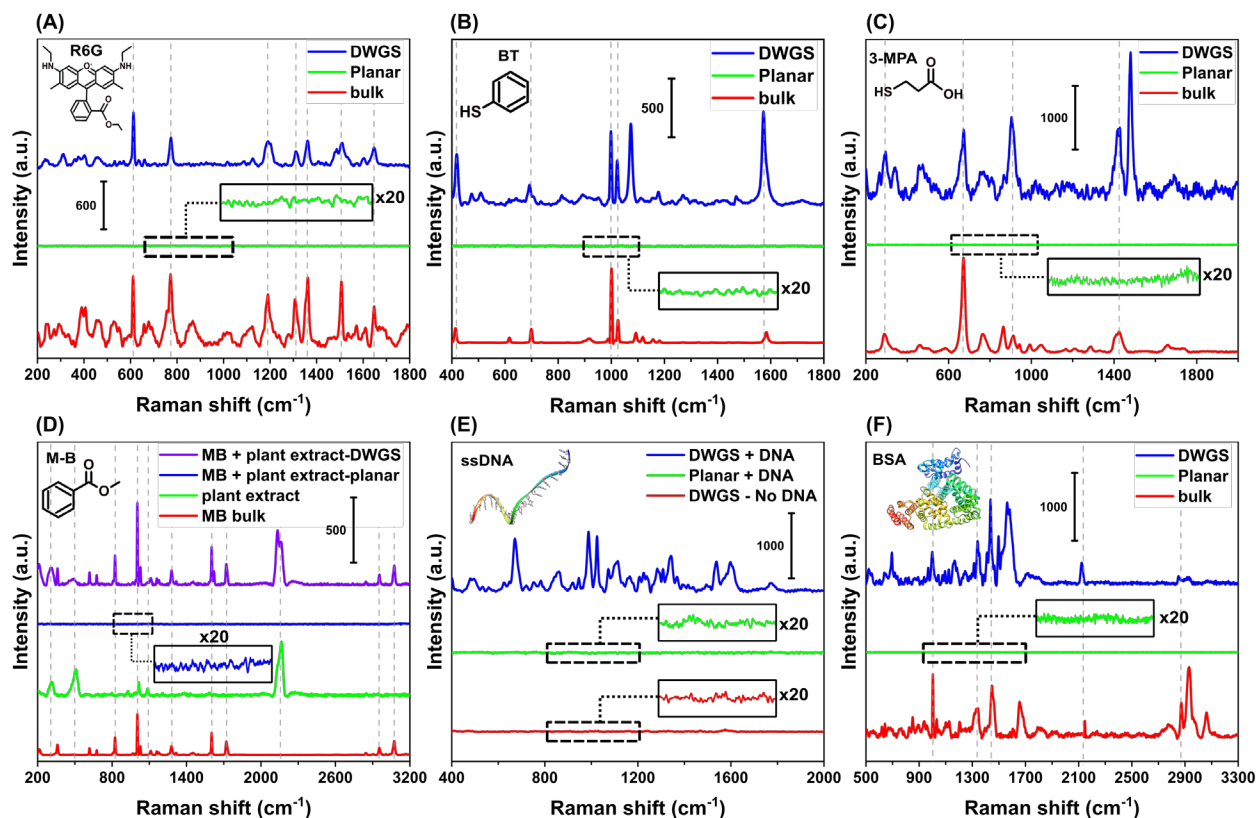 (A)
R6G
HN
O⁺
NH
O
O
DWGS
Planar
bulk
600
x20
Intensity (a.u.)
200 400 600 800 1000 1200 1400 1600 1800
Raman shift (cm⁻¹)
(B)
BT
HS
DWGS
Planar
bulk
500
x20
Intensity (a.u.)
400 600 800 1000 1200 1400 1600 1800
Raman shift (cm⁻¹)
(C)
3-MPA
O
HS
OH
DWGS
Planar
bulk
1000
x20
Intensity (a.u.)
200 600 1000 1400 1800
Raman shift (cm⁻¹)
(D)
M-B
O
O
MB + plant extract-DWGS
MB + plant extract-planar
plant extract
MB bulk
500
x20
Intensity (a.u.)
200 800 1400 2000 2600 3200
Raman shift (cm⁻¹)
(E)
ssDNA
DWGS + DNA
Planar + DNA
DWGS - No DNA
1000
x20
x20
Intensity (a.u.)
400 800 1200 1600 2000
Raman shift (cm⁻¹)
(F)
BSA
DWGS
Planar
bulk
1000
x20
Intensity (a.u.)
500 900 1300 1700 2100 2500 2900 3300
Raman shift (cm⁻¹)